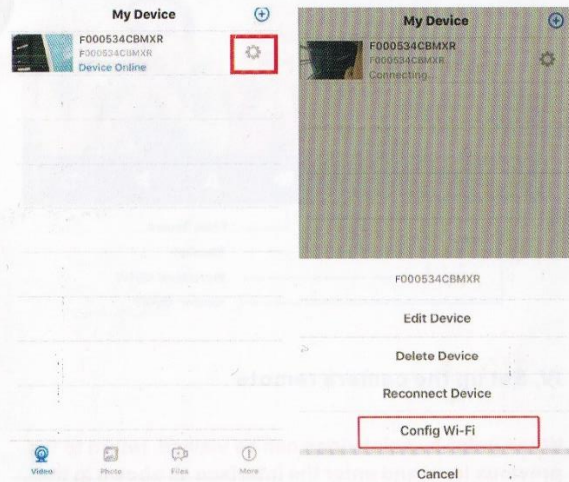 My Device
F000534CBMXR
F000534CBMXR
Device Online
Video
Photo
Files
More
My Device
F000534CBMXR
F000534CBMXR
Connecting...
F000534CBMXR
Edit Device
Delete Device
Reconnect Device
Config Wi-Fi
Cancel